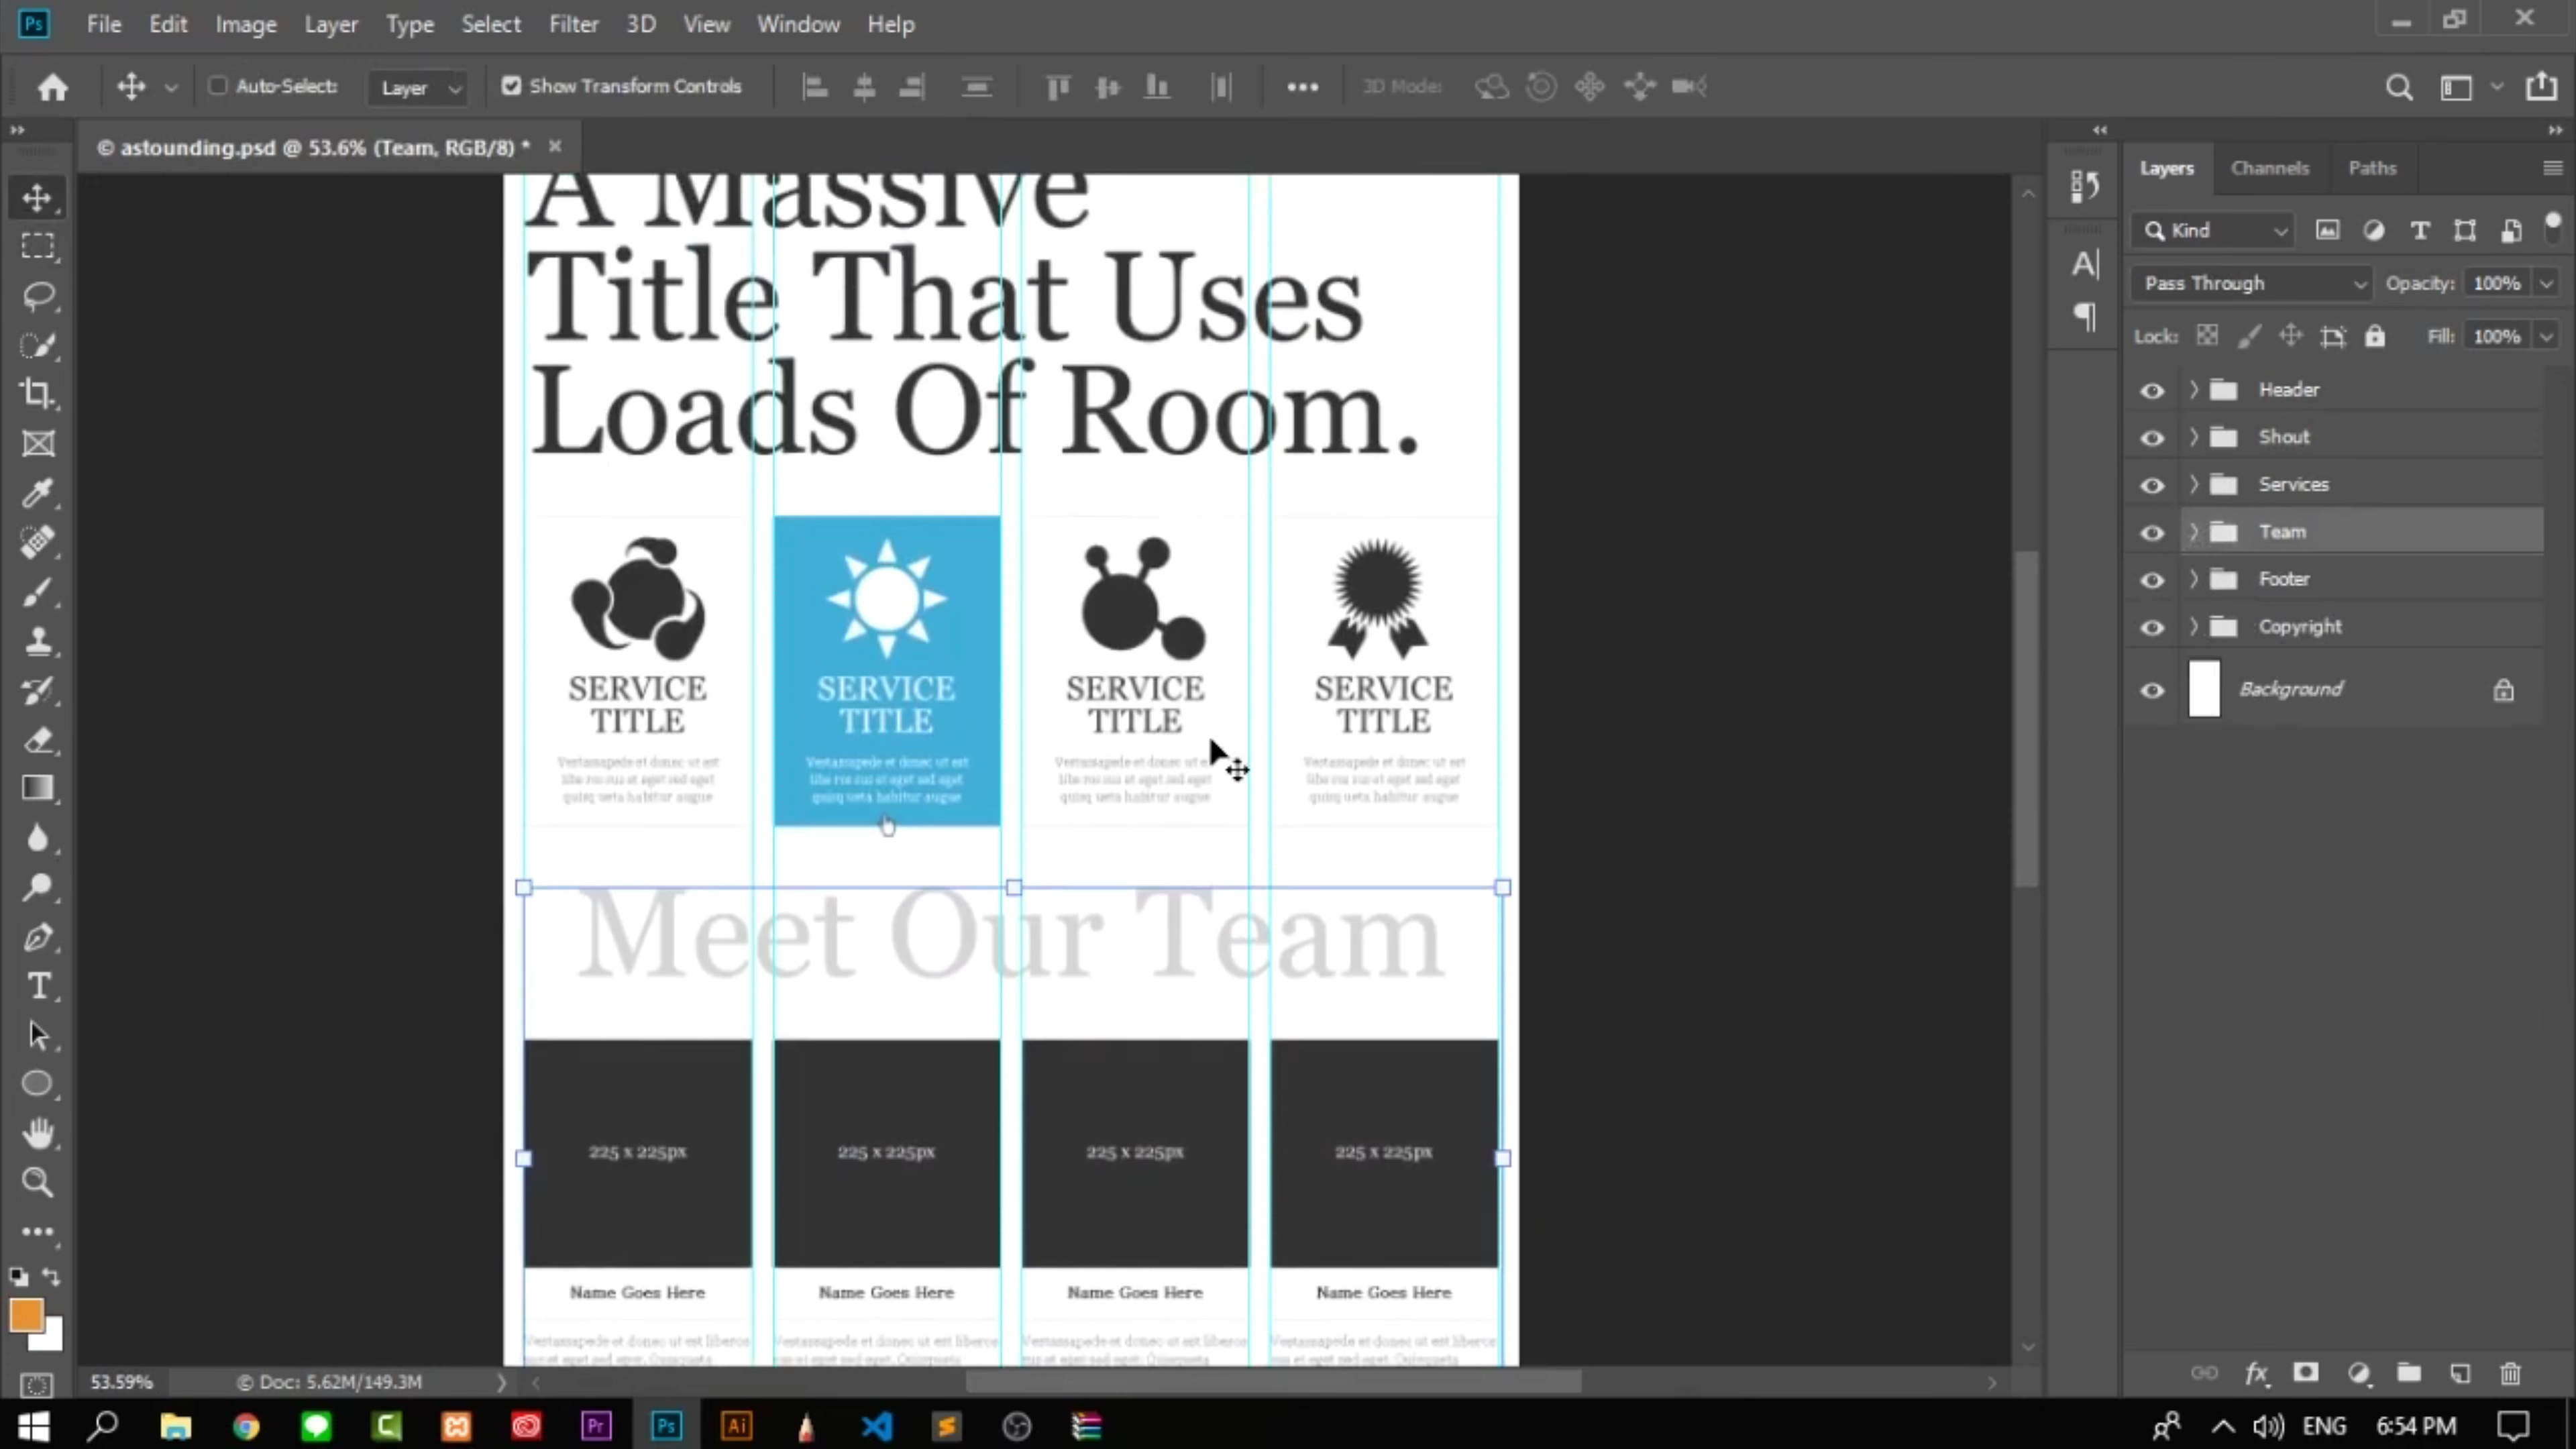 Ps File Edit Image Layer Type Select Filter 3D View Window Help
Auto-Select: Layer Show Transform Controls 3D Mode:
© astounding.psd @ 53.6% (Team, RGB/8) *
A Massive
Title That Uses
Loads Of Room.
SERVICE
TITLE
SERVICE
TITLE
SERVICE
TITLE
SERVICE
TITLE
Meet Our Team
225 x 225px
225 x 225px
225 x 225px
225 x 225px
Name Goes Here
Name Goes Here
Name Goes Here
Name Goes Here
Layers Channels Paths
Kind
Pass Through Opacity: 100%
Lock: Fill: 100%
Header
Shout
Services
Team
Footer
Copyright
Background
53.59% © Doc: 5.62M/149.3M
Pr Ps Ai ENG 6:54 PM